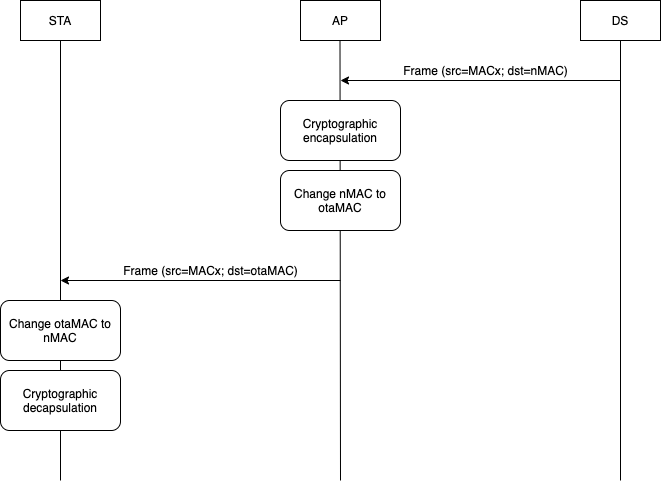 STA
AP
DS
Frame (src=MACx; dst=nMAC)
Cryptographic
encapsulation
Change nMAC to
otaMAC
Frame (src=MACx; dst=otaMAC)
Change otaMAC to
nMAC
Cryptographic
decapsulation